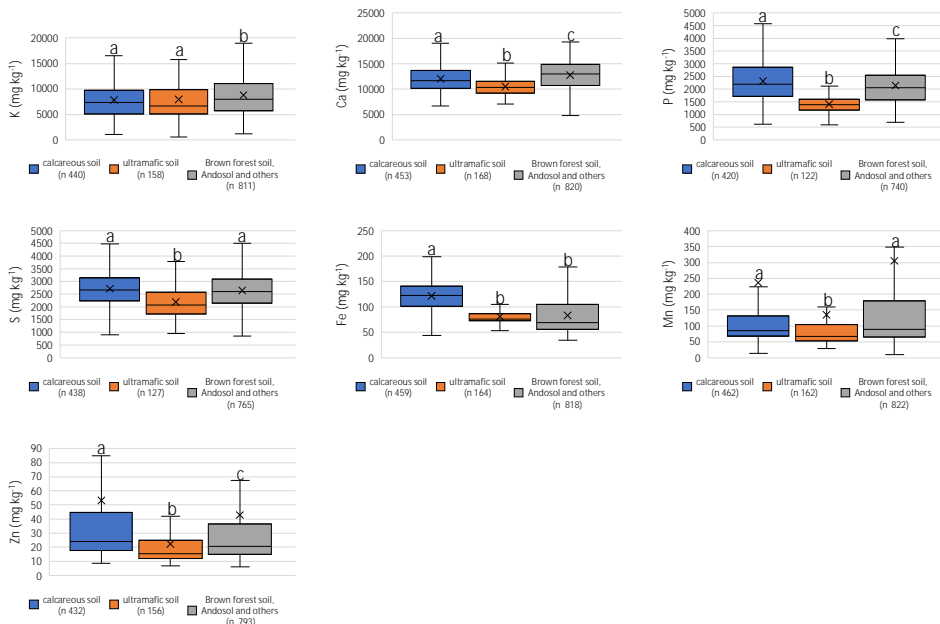 K (mg kg⁻¹)
20000
15000
10000
5000
0
a
a
b
calcareous soil
(n 440)
ultramafic soil
(n 158)
Brown forest soil,
Andosol and others
(n 811)
Ca (mg kg⁻¹)
25000
20000
15000
10000
5000
0
a
b
c
calcareous soil
(n 453)
ultramafic soil
(n 168)
Brown forest soil,
Andosol and others
(n 820)
P (mg kg⁻¹)
5000
4500
4000
3500
3000
2500
2000
1500
1000
500
0
a
b
c
calcareous soil
(n 420)
ultramafic soil
(n 122)
Brown forest soil,
Andosol and others
(n 740)
S (mg kg⁻¹)
5000
4500
4000
3500
3000
2500
2000
1500
1000
500
0
a
b
a
calcareous soil
(n 438)
ultramafic soil
(n 127)
Brown forest soil,
Andosol and others
(n 765)
Fe (mg kg⁻¹)
250
200
150
100
50
0
a
b
b
calcareous soil
(n 459)
ultramafic soil
(n 164)
Brown forest soil,
Andosol and others
(n 818)
Mn (mg kg⁻¹)
400
350
300
250
200
150
100
50
0
a
b
a
calcareous soil
(n 462)
ultramafic soil
(n 162)
Brown forest soil,
Andosol and others
(n 822)
Zn (mg kg⁻¹)
90
80
70
60
50
40
30
20
10
0
a
b
c
calcareous soil
(n 432)
ultramafic soil
(n 156)
Brown forest soil,
Andosol and others
(n 793)